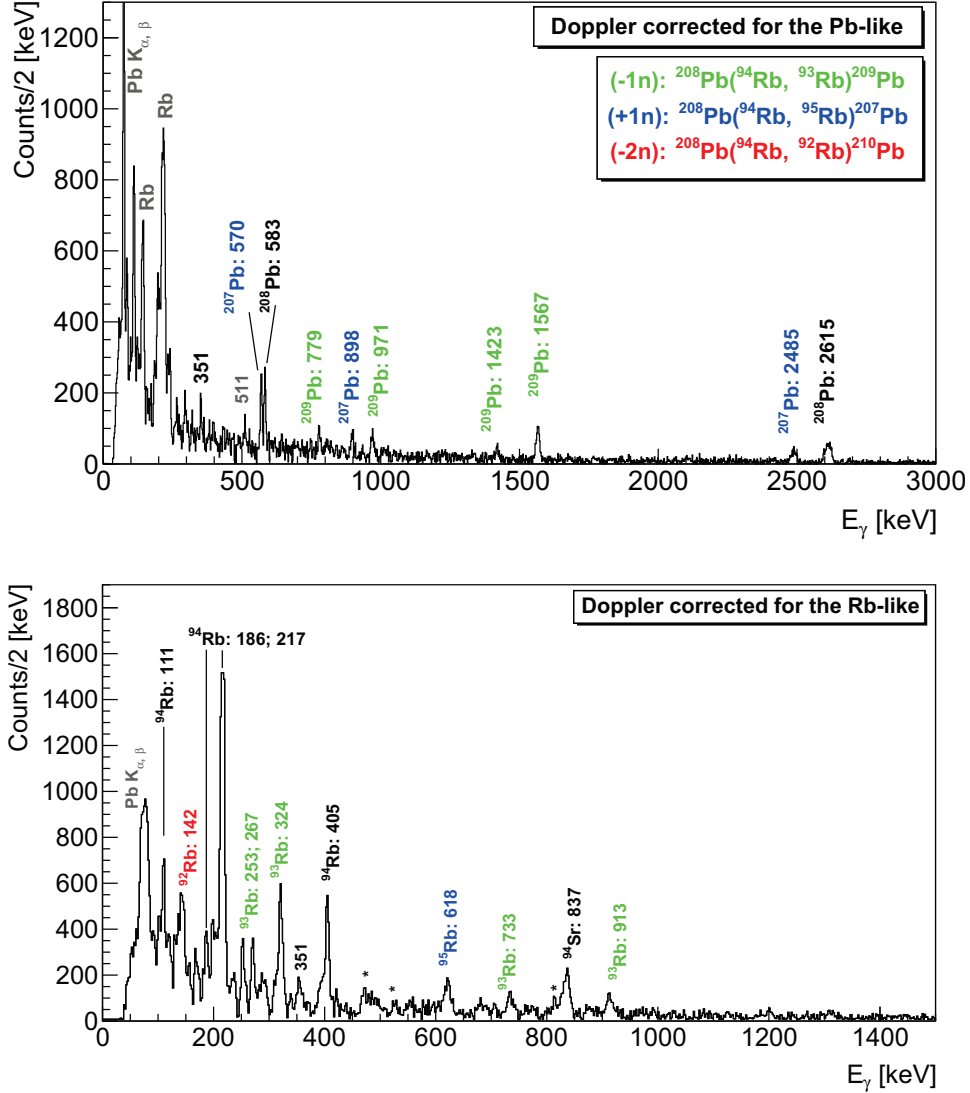 Doppler corrected for the Pb-like
(-1n): ²⁰⁸Pb(⁹⁴Rb, ⁹³Rb)²⁰⁹Pb
(+1n): ²⁰⁸Pb(⁹⁴Rb, ⁹⁵Rb)²⁰⁷Pb
(-2n): ²⁰⁸Pb(⁹⁴Rb, ⁹²Rb)²¹⁰Pb
Counts/2 [keV]
1200
1000
800
600
400
200
0
Pb K α, β
Rb
Rb
351
511
²⁰⁷Pb: 570
²⁰⁸Pb: 583
²⁰⁹Pb: 779
²⁰⁷Pb: 898
²⁰⁹Pb: 971
²⁰⁹Pb: 1423
²⁰⁹Pb: 1567
²⁰⁷Pb: 2485
²⁰⁸Pb: 2615
0 500 1000 1500 2000 2500 3000
E γ [keV]
Doppler corrected for the Rb-like
Counts/2 [keV]
1800
1600
1400
1200
1000
800
600
400
200
0
Pb K α, β
⁹⁴Rb: 111
⁹²Rb: 142
⁹⁴Rb: 186; 217
⁹³Rb: 253; 267
⁹³Rb: 324
351
⁹⁴Rb: 405
*
*
⁹⁵Rb: 618
⁹³Rb: 733
*
⁹⁴Sr: 837
⁹³Rb: 913
0 200 400 600 800 1000 1200 1400
E γ [keV]